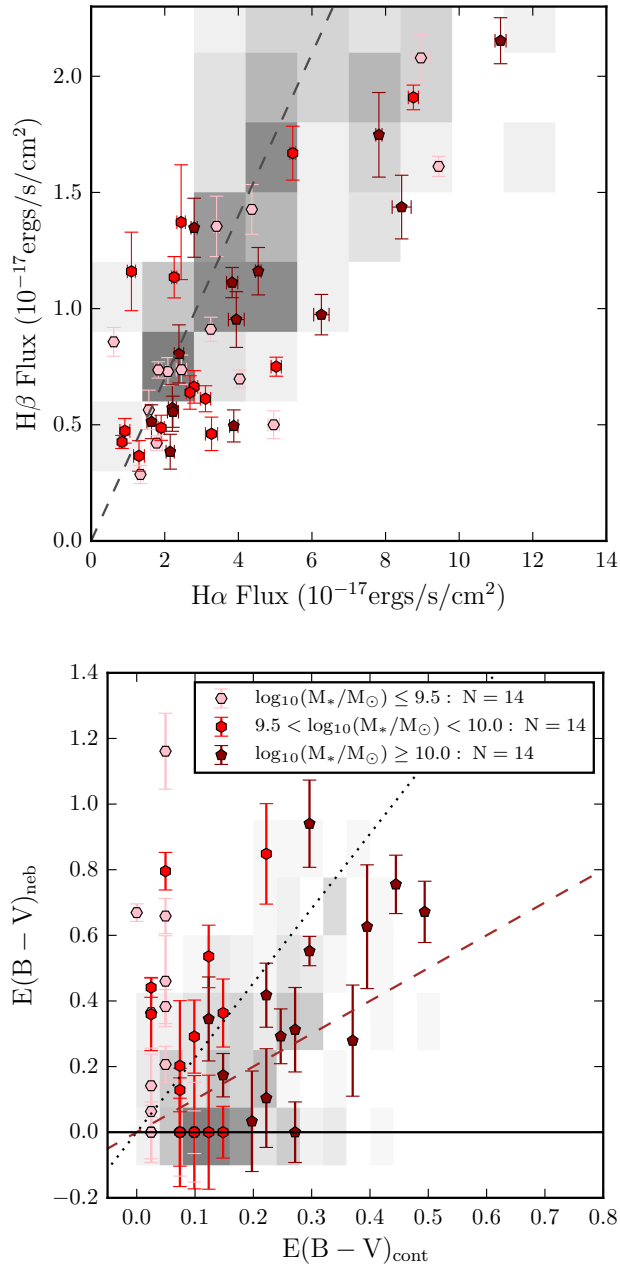 2.0
1.5
1.0
0.5
0.0
Hβ Flux (10⁻¹⁷ergs/s/cm²)
0 2 4 6 8 10 12 14
Hα Flux (10⁻¹⁷ergs/s/cm²)
1.4
1.2
1.0
0.8
0.6
0.4
0.2
0.0
−0.2
E(B − V)neb
log₁₀(M∗/M⊙) ≤ 9.5 : N = 14
9.5 < log₁₀(M∗/M⊙) < 10.0 : N = 14
log₁₀(M∗/M⊙) ≥ 10.0 : N = 14
0.0 0.1 0.2 0.3 0.4 0.5 0.6 0.7 0.8
E(B − V)cont